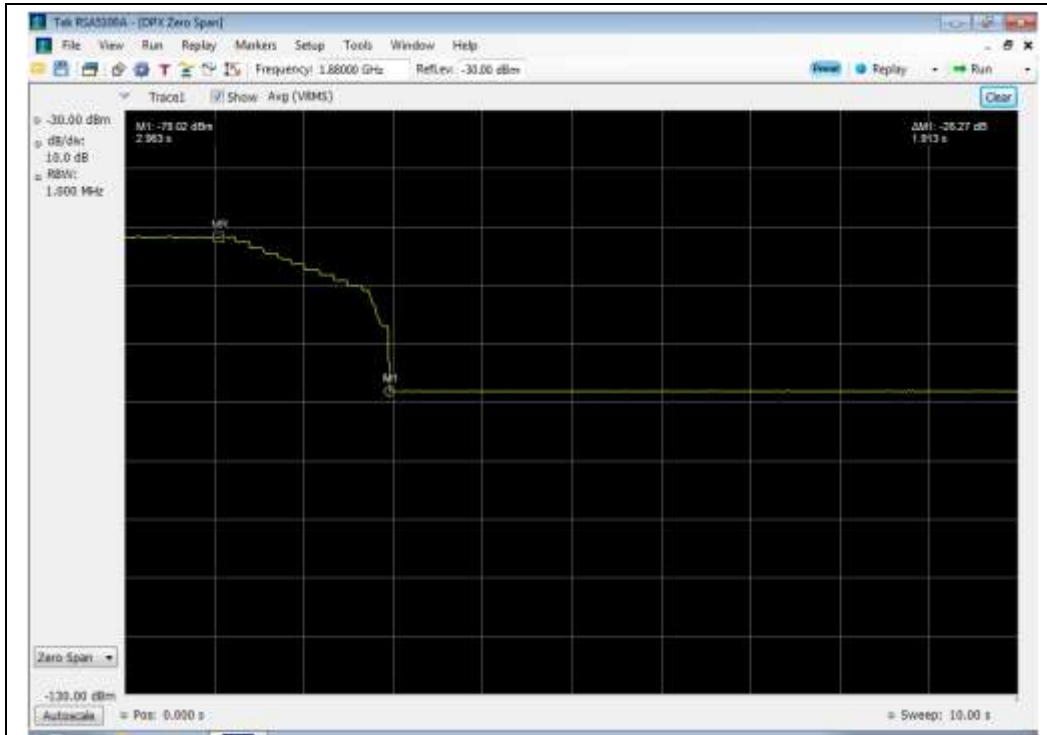 Tek RSA5106A - [DPX Zero Span]
File View Run Replay Markers Setup Tools Window Help
Frequency: 1.88000 GHz RefLev: -30.00 dBm Preset Replay Run
Trace1 Show Avg (VRMS) Clear
-30.00 dBm
dB/div:
10.0 dB
RBW:
1.000 MHz
M1: -78.02 dBm
2.963 s
ΔM1: -26.27 dB
1.913 s
MR
M1
Zero Span
-130.00 dBm
Autoscale Pos: 0.000 s Sweep: 10.00 s